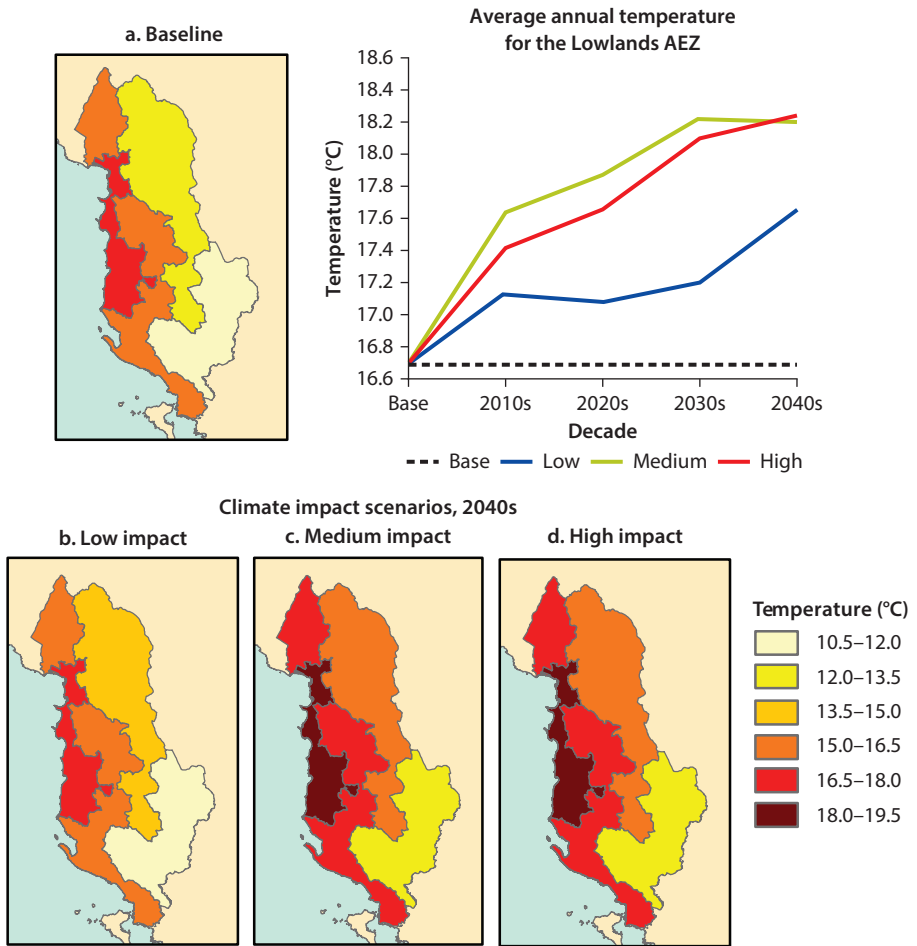 a. Baseline
Average annual temperature
for the Lowlands AEZ
18.6
18.4
18.2
18.0
17.8
17.6
17.4
17.2
17.0
16.8
16.6
Temperature (°C)
Base
2010s
2020s
2030s
2040s
Decade
Base
Low
Medium
High
Climate impact scenarios, 2040s
b. Low impact
c. Medium impact
d. High impact
Temperature (°C)
10.5–12.0
12.0–13.5
13.5–15.0
15.0–16.5
16.5–18.0
18.0–19.5